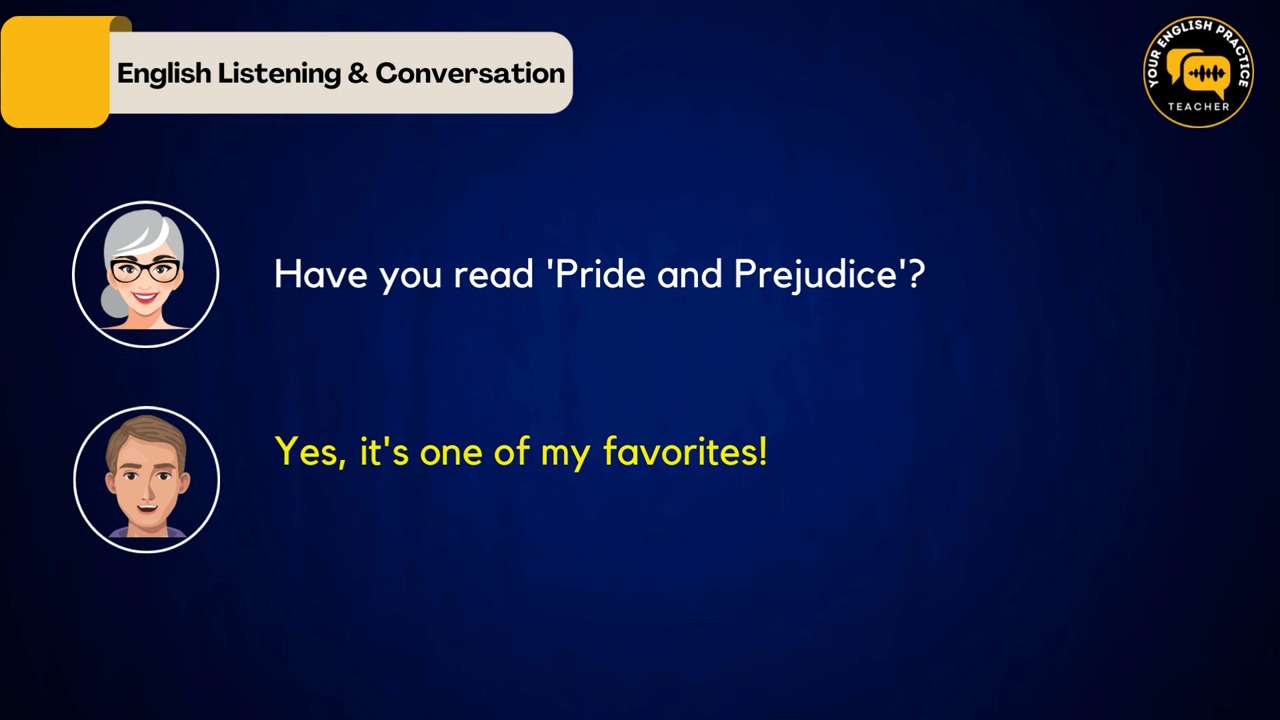 English Listening & Conversation
YOUR ENGLISH PRACTICE
TEACHER
Have you read 'Pride and Prejudice'?
Yes, it's one of my favorites!